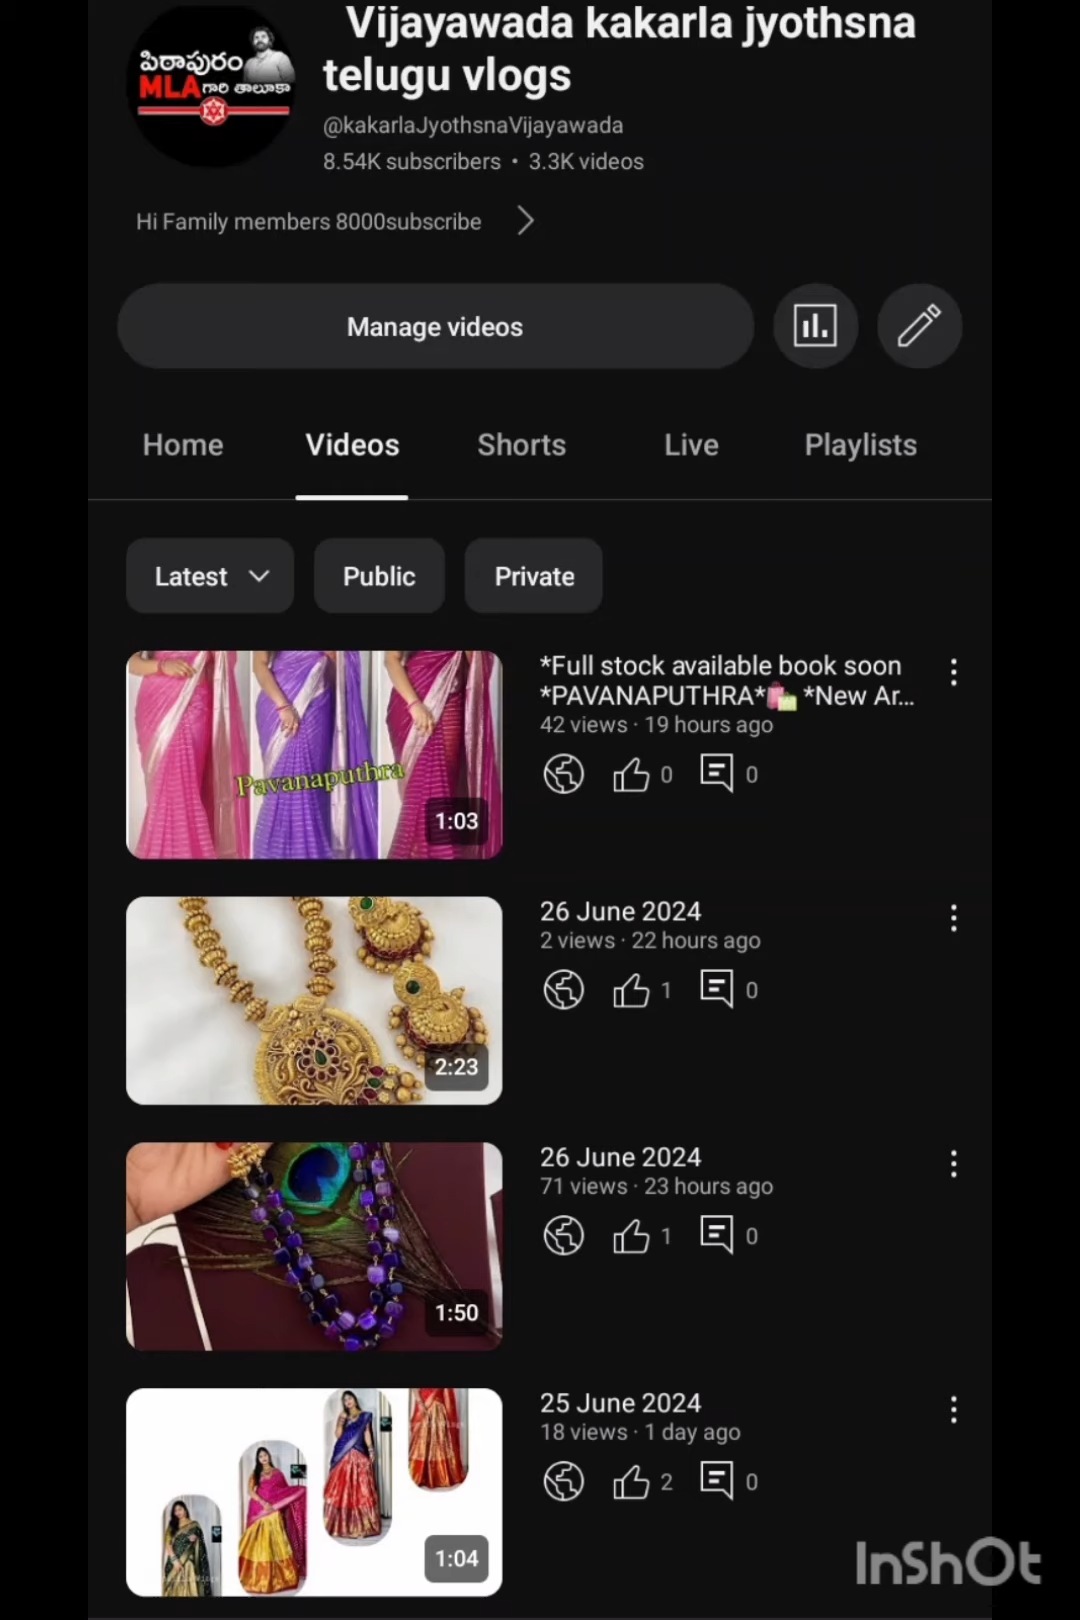 పిఠాపురం
MLA గారి తాలూకా
Vijayawada kakarla jyothsna
telugu vlogs
@kakarlaJyothsnaVijayawada
8.54K subscribers • 3.3K videos
Hi Family members 8000subscribe
Manage videos
Home Videos Shorts Live Playlists
Latest Public Private
Pavanaputhra
1:03
*Full stock available book soon
*PAVANAPUTHRA*🛍️ *New Ar...
42 views · 19 hours ago
0 0
2:23
26 June 2024
2 views · 22 hours ago
1 0
1:50
26 June 2024
71 views · 23 hours ago
1 0
1:04
25 June 2024
18 views · 1 day ago
2 0
InShOt